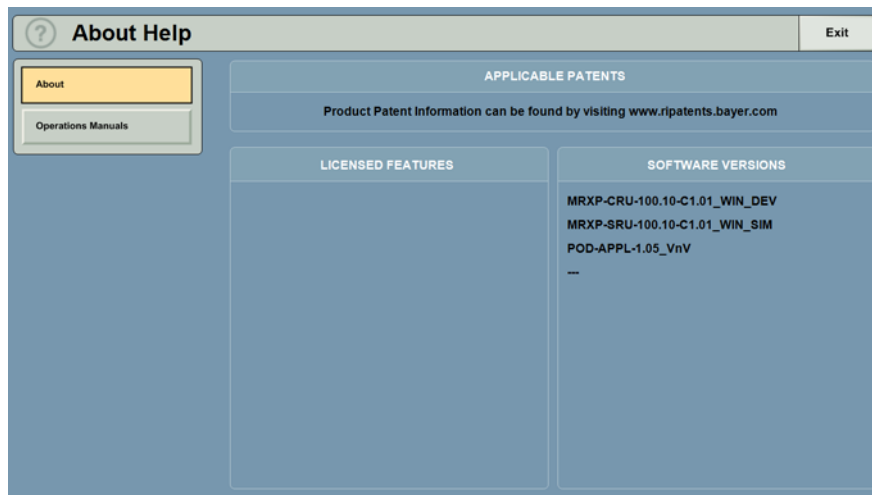 ? About Help
Exit
About
Operations Manuals
APPLICABLE PATENTS
Product Patent Information can be found by visiting www.ripatents.bayer.com
LICENSED FEATURES
SOFTWARE VERSIONS
MRXP-CRU-100.10-C1.01_WIN_DEV
MRXP-SRU-100.10-C1.01_WIN_SIM
POD-APPL-1.05_VnV
---